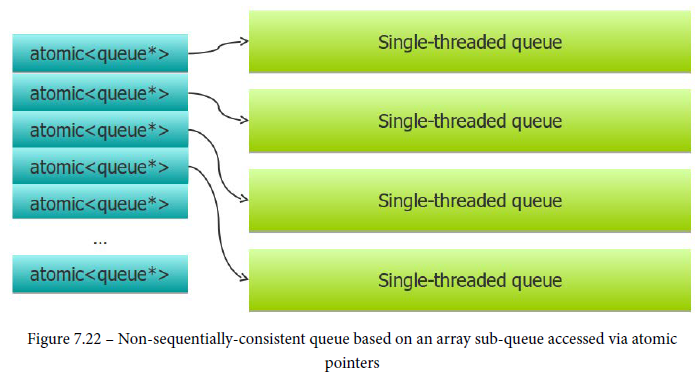 atomic<queue*>
Single-threaded queue
atomic<queue*>
Single-threaded queue
atomic<queue*>
atomic<queue*>
Single-threaded queue
atomic<queue*>
...
atomic<queue*>
Single-threaded queue
Figure 7.22 – Non-sequentially-consistent queue based on an array sub-queue accessed via atomic
pointers